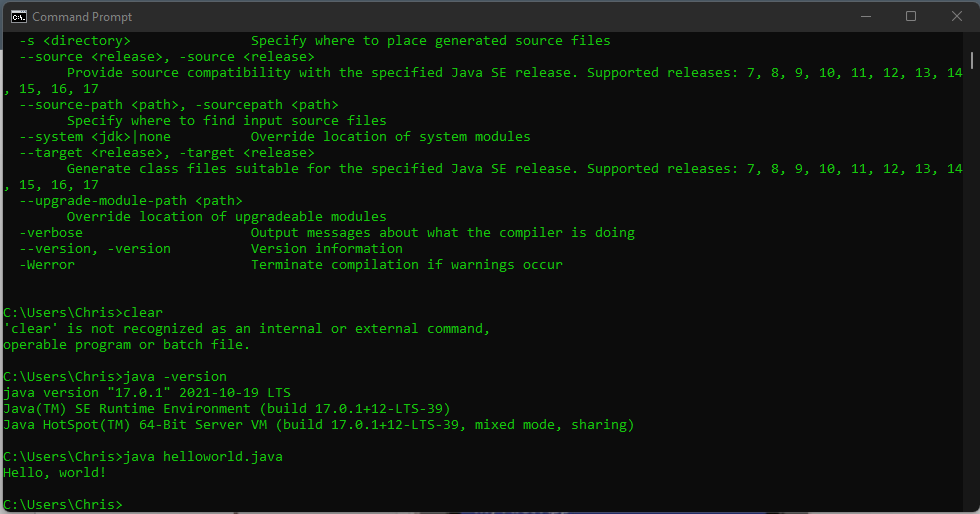 Command Prompt
-s <directory> Specify where to place generated source files
--source <release>, -source <release>
Provide source compatibility with the specified Java SE release. Supported releases: 7, 8, 9, 10, 11, 12, 13, 14
, 15, 16, 17
--source-path <path>, -sourcepath <path>
Specify where to find input source files
--system <jdk>|none Override location of system modules
--target <release>, -target <release>
Generate class files suitable for the specified Java SE release. Supported releases: 7, 8, 9, 10, 11, 12, 13, 14
, 15, 16, 17
--upgrade-module-path <path>
Override location of upgradeable modules
-verbose Output messages about what the compiler is doing
--version, -version Version information
-Werror Terminate compilation if warnings occur
C:\Users\Chris>clear
'clear' is not recognized as an internal or external command,
operable program or batch file.
C:\Users\Chris>java -version
java version "17.0.1" 2021-10-19 LTS
Java(TM) SE Runtime Environment (build 17.0.1+12-LTS-39)
Java HotSpot(TM) 64-Bit Server VM (build 17.0.1+12-LTS-39, mixed mode, sharing)
C:\Users\Chris>java helloworld.java
Hello, world!
C:\Users\Chris>